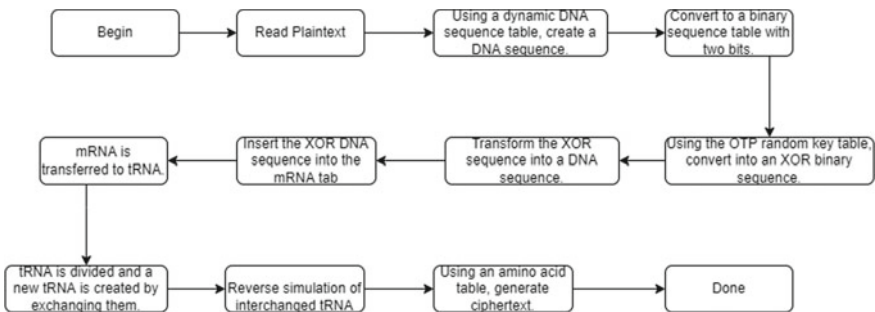 Begin
Read Plaintext
Using a dynamic DNA
sequence table, create a
DNA sequence.
Convert to a binary
sequence table with
two bits.
Using the OTP random key table,
convert into an XOR binary
sequence.
Transform the XOR
sequence into a DNA
sequence.
Insert the XOR DNA
sequence into the
mRNA tab
mRNA is
transferred to tRNA.
tRNA is divided and a
new tRNA is created by
exchanging them.
Reverse simulation of
interchanged tRNA
Using an amino acid
table, generate
ciphertext.
Done